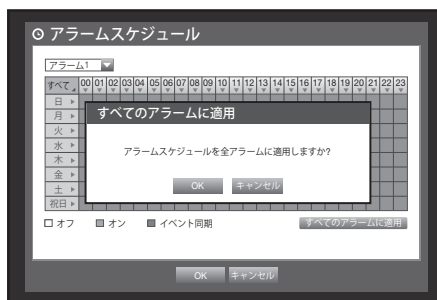 アラームスケジュール
アラーム1
すべて 00 01 02 03 04 05 06 07 08 09 10 11 12 13 14 15 16 17 18 19 20 21 22 23
日
月
すべてのアラームに適用
火
水
アラームスケジュールを全アラームに適用しますか?
木
金
OK キャンセル
土
祝日
オフ オン イベント同期 すべてのアラームに適用
OK キャンセル